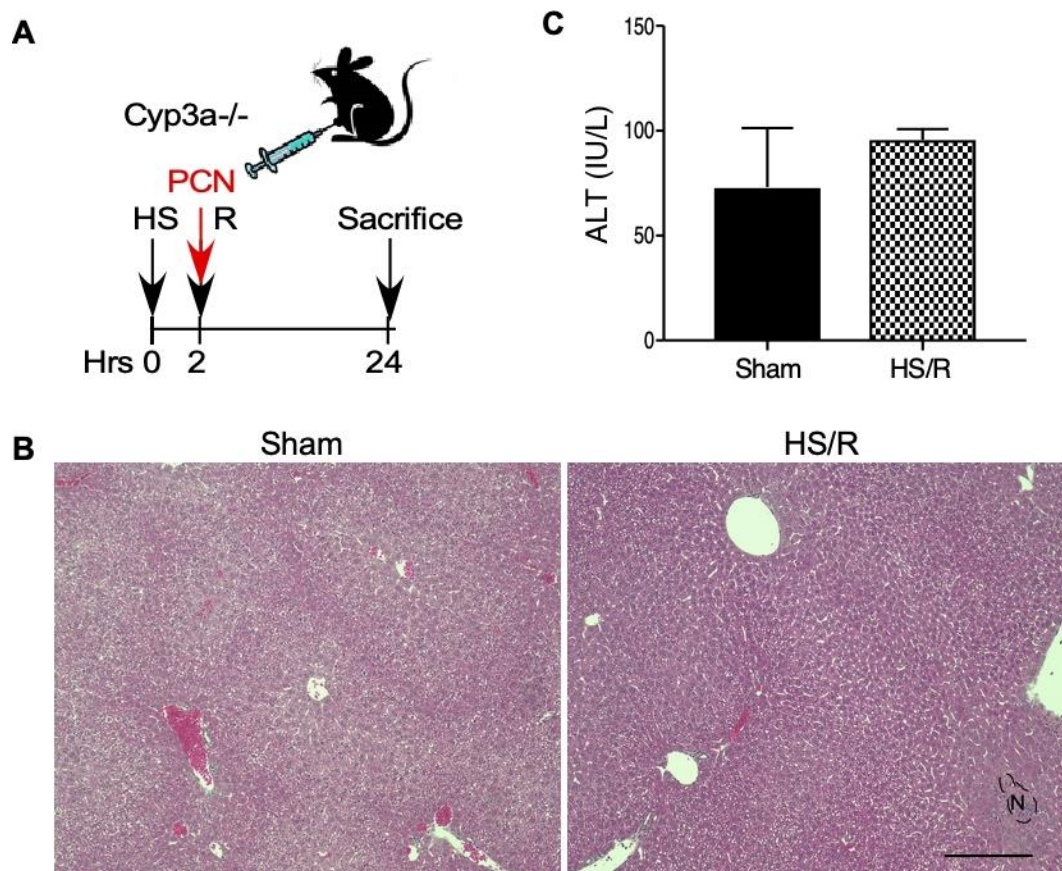 A
Cyp3a-/-
PCN
HS R Sacrifice
Hrs 0 2 24
C
150
100
50
0
ALT (IU/L)
Sham HS/R
B
Sham HS/R
N